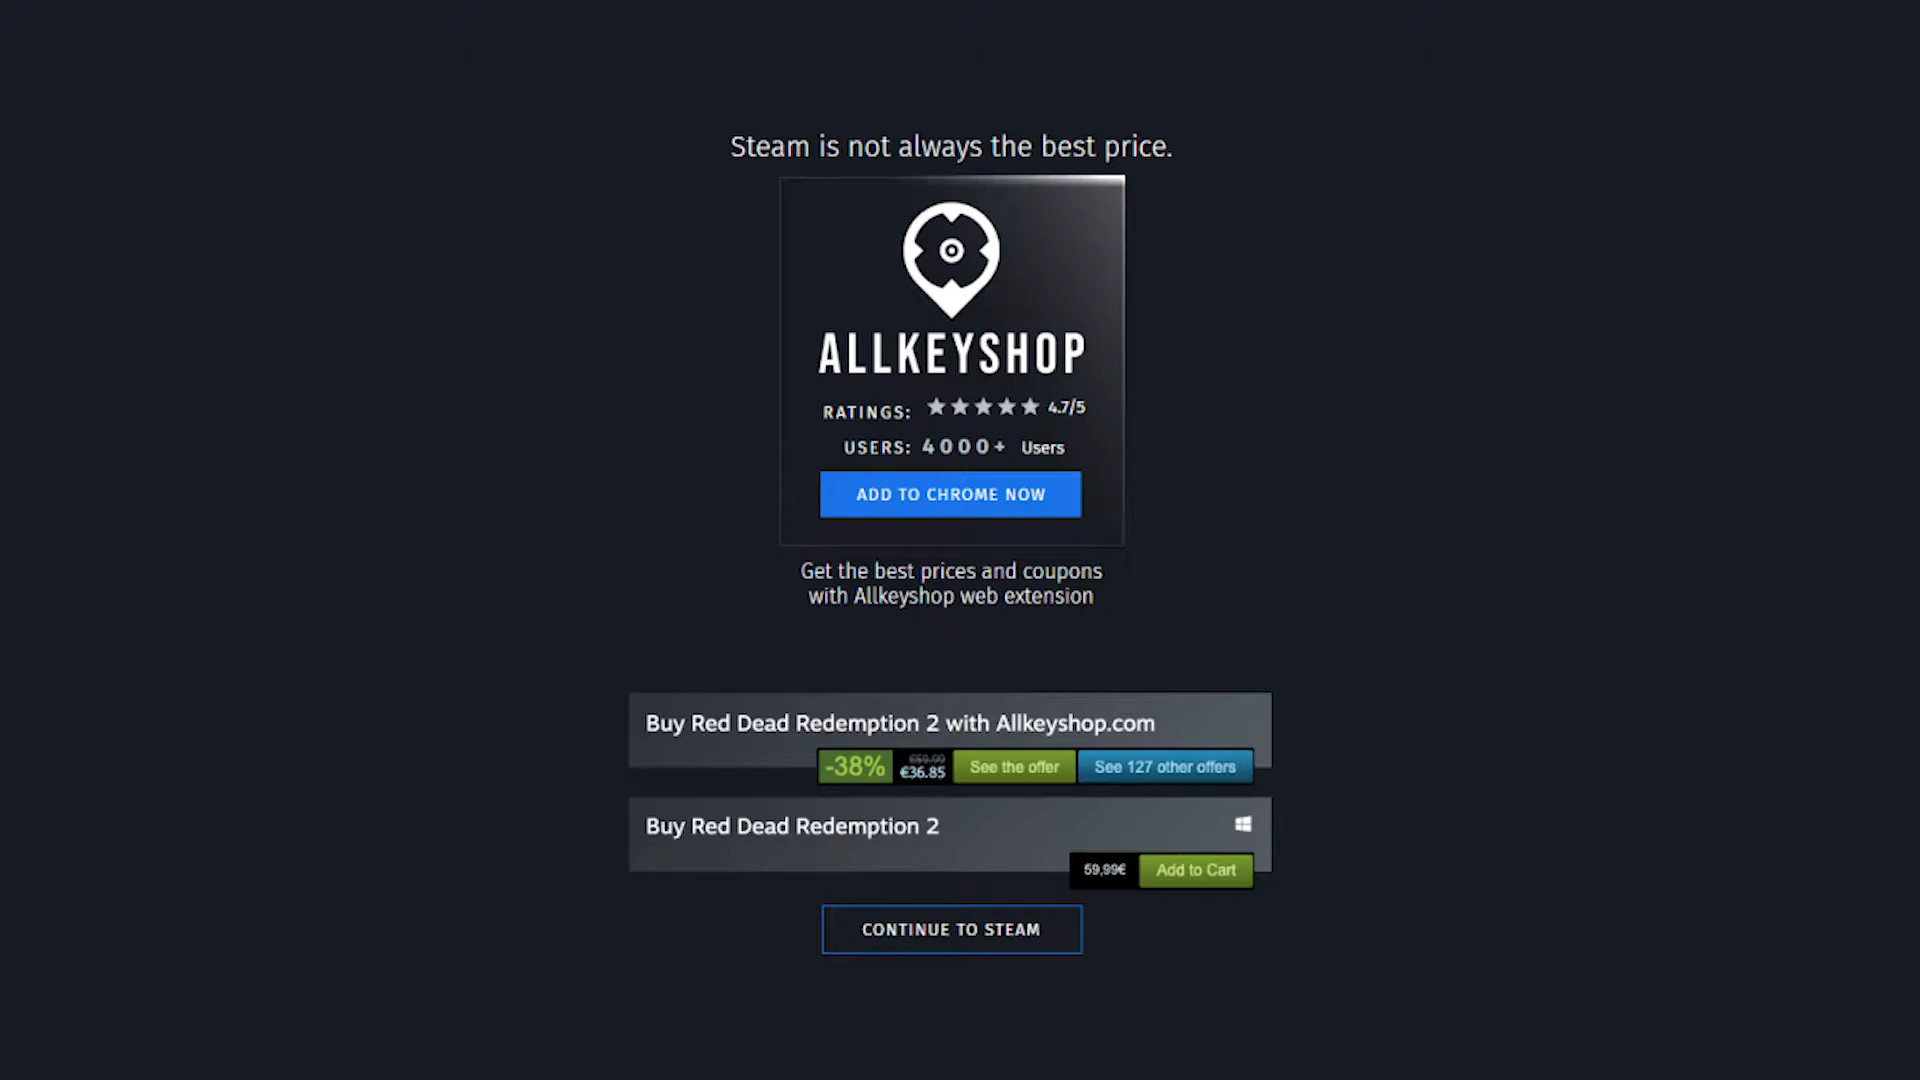 Steam is not always the best price.
ALLKEYSHOP
RATINGS: 4.7/5
USERS: 4000+ Users
ADD TO CHROME NOW
Get the best prices and coupons
with Allkeyshop web extension
Buy Red Dead Redemption 2 with Allkeyshop.com
-38% €59.99 €36.85 See the offer See 127 other offers
Buy Red Dead Redemption 2
59,99€ Add to Cart
CONTINUE TO STEAM